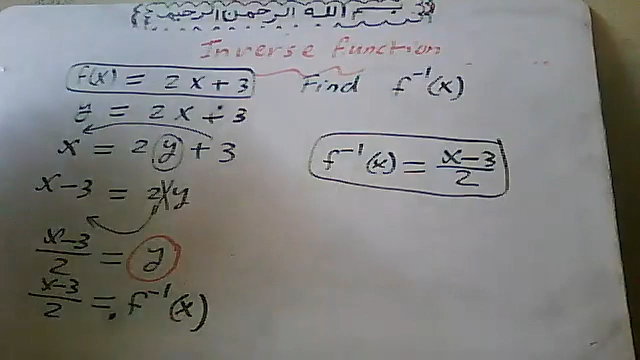 بسم الله الرحمن الرحيم
Inverse function
f(x) = 2x+3 Find f⁻¹(x)
y = 2x+3
x = 2y+3
x-3 = 2y
x-3/2 = y
x-3/2 = f⁻¹(x)
f⁻¹(x) = x-3/2